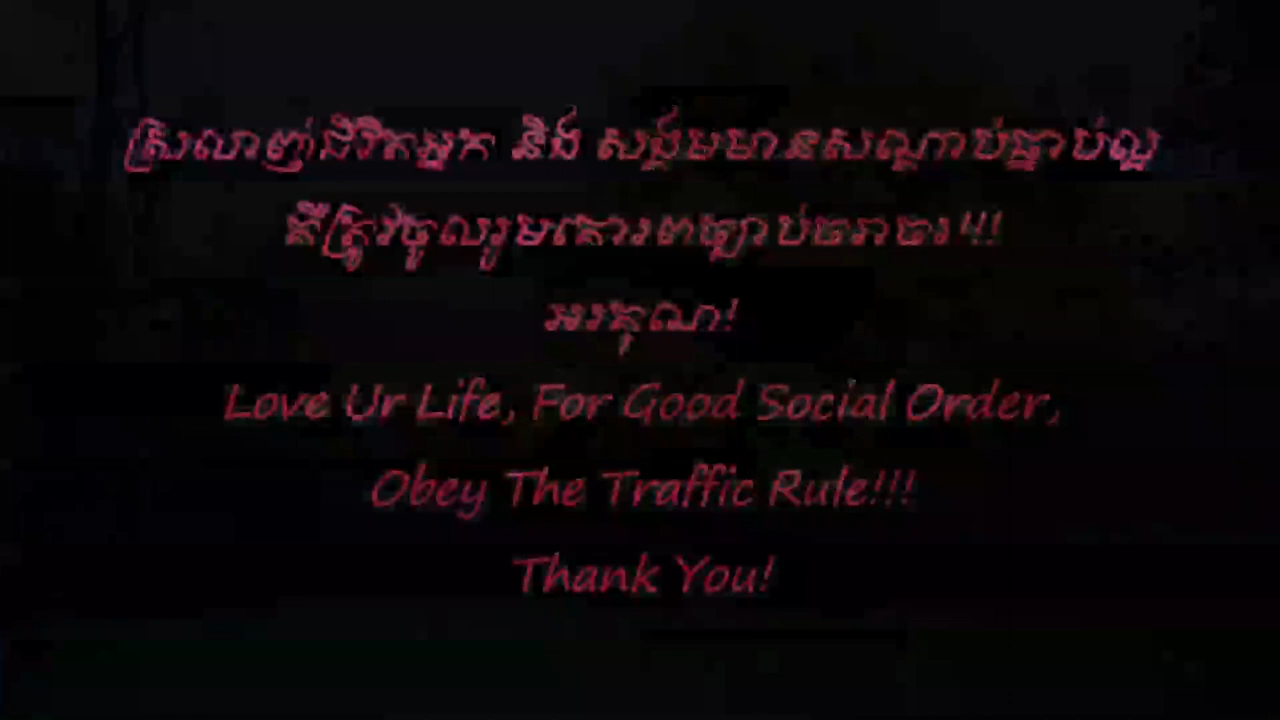 ស្រលាញ់ជីវិតអ្នក និង សង្គមមានសណ្ដាប់ធ្នាប់ល្អ
គឺត្រូវចូលរួមគោរពច្បាប់ចរាចរ!!!
អរគុណ!
Love Ur Life, For Good Social Order,
Obey The Traffic Rule!!!
Thank You!